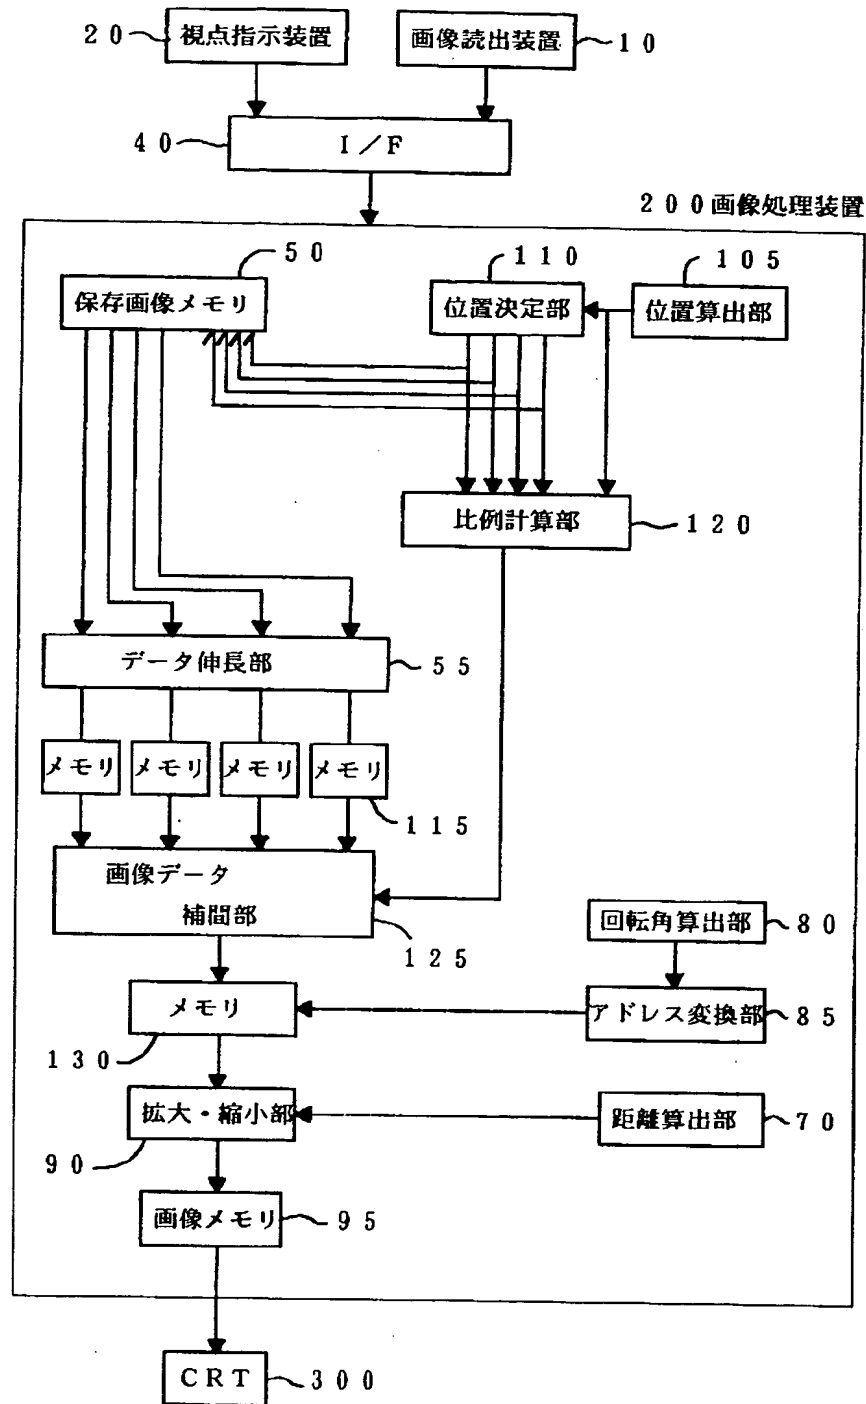 20 視点指示装置 画像読出装置 10
40 I/F
200画像処理装置
50 110 105
保存画像メモリ 位置決定部 位置算出部
比例計算部 120
データ伸長部 55
メモリ メモリ メモリ メモリ
115
画像データ
補間部
125
回転角算出部 80
メモリ アドレス変換部 85
130
拡大・縮小部 距離算出部 70
90
画像メモリ 95
CRT 300